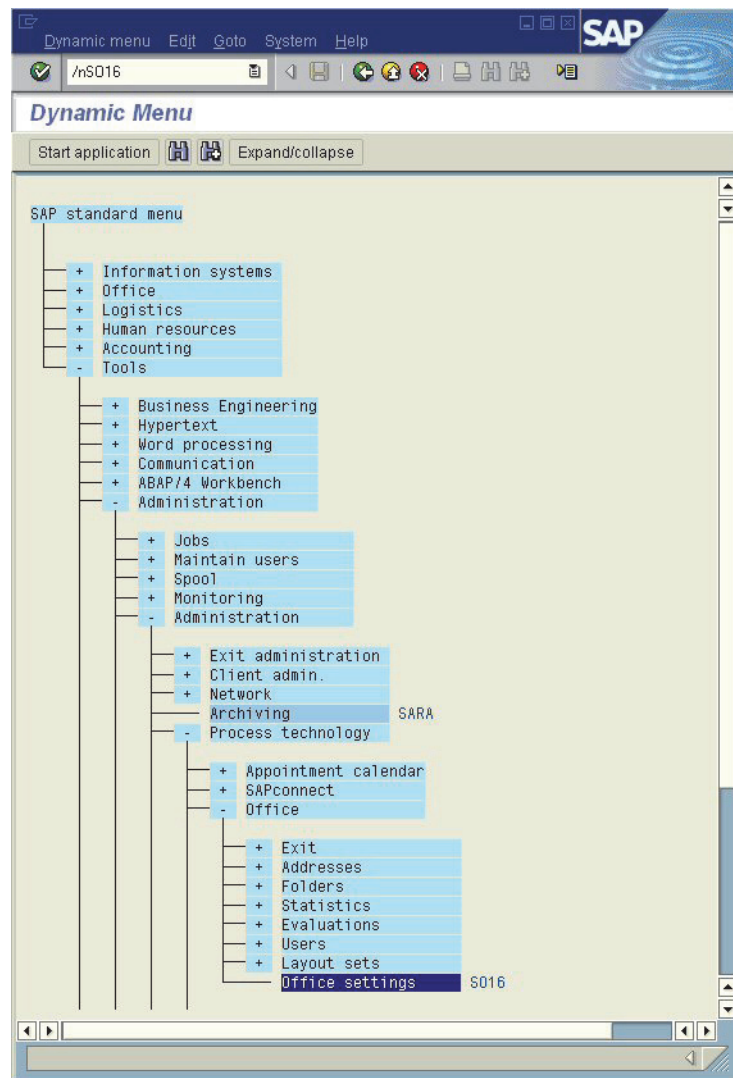 Dynamic menu Edit Goto System Help
SAP
/nSO16
Dynamic Menu
Start application Expand/collapse
SAP standard menu
+ Information systems
+ Office
+ Logistics
+ Human resources
+ Accounting
- Tools
+ Business Engineering
+ Hypertext
+ Word processing
+ Communication
+ ABAP/4 Workbench
- Administration
+ Jobs
+ Maintain users
+ Spool
+ Monitoring
- Administration
+ Exit administration
+ Client admin.
+ Network
Archiving SARA
- Process technology
+ Appointment calendar
+ SAPconnect
- Office
+ Exit
+ Addresses
+ Folders
+ Statistics
+ Evaluations
+ Users
+ Layout sets
Office settings SO16